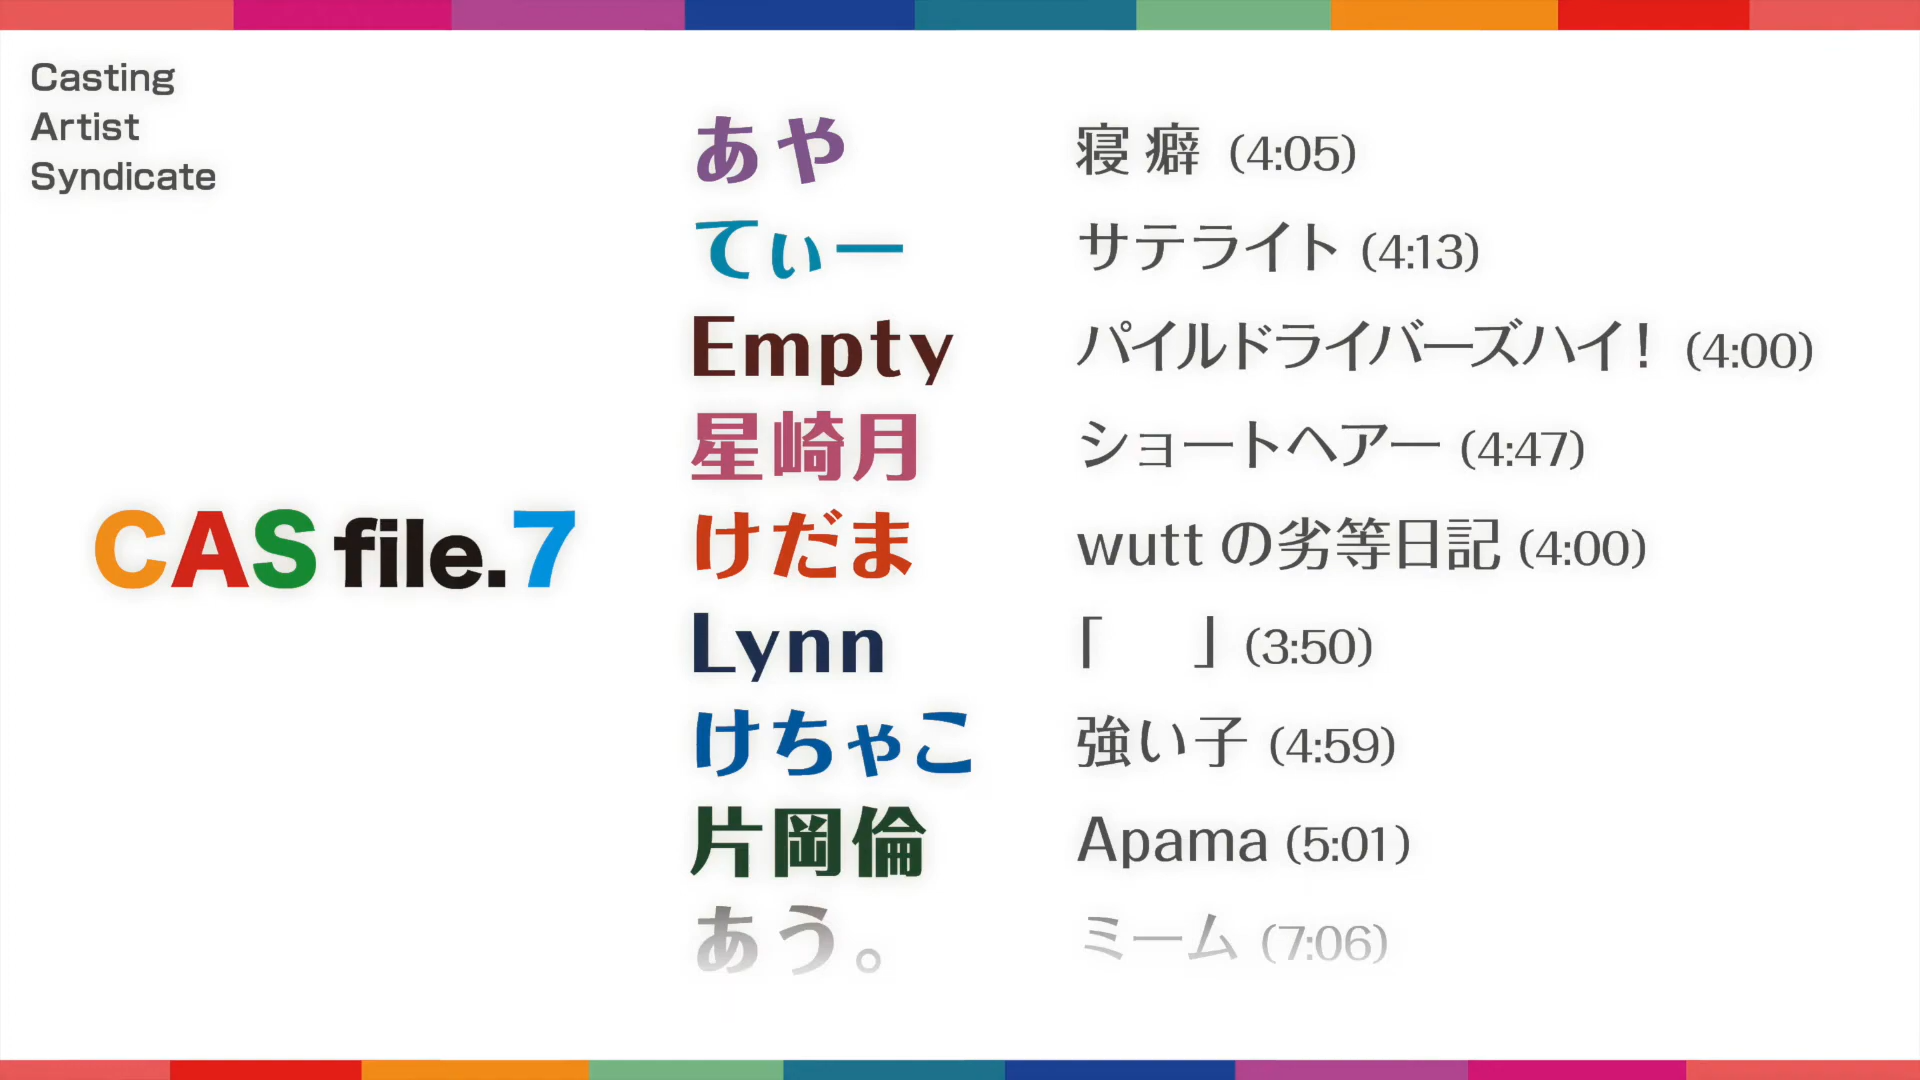 Casting
Artist
Syndicate
CAS file.7
あや 寝癖 (4:05)
てぃー サテライト (4:13)
Empty パイルドライバーズハイ! (4:00)
星崎月 ショートヘアー (4:47)
けだま wuttの劣等日記 (4:00)
Lynn 「　」 (3:50)
けちゃこ 強い子 (4:59)
片岡倫 Apama (5:01)
あう。 ミーム (7:06)